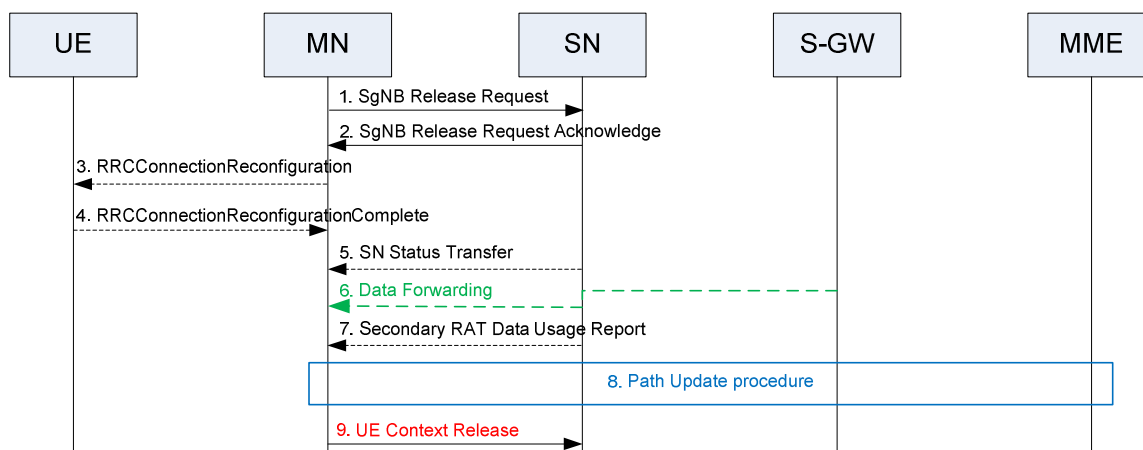 UE
MN
SN
S-GW
MME
1. SgNB Release Request
2. SgNB Release Request Acknowledge
3. RRCConnectionReconfiguration
4. RRCConnectionReconfigurationComplete
5. SN Status Transfer
6. Data Forwarding
7. Secondary RAT Data Usage Report
8. Path Update procedure
9. UE Context Release